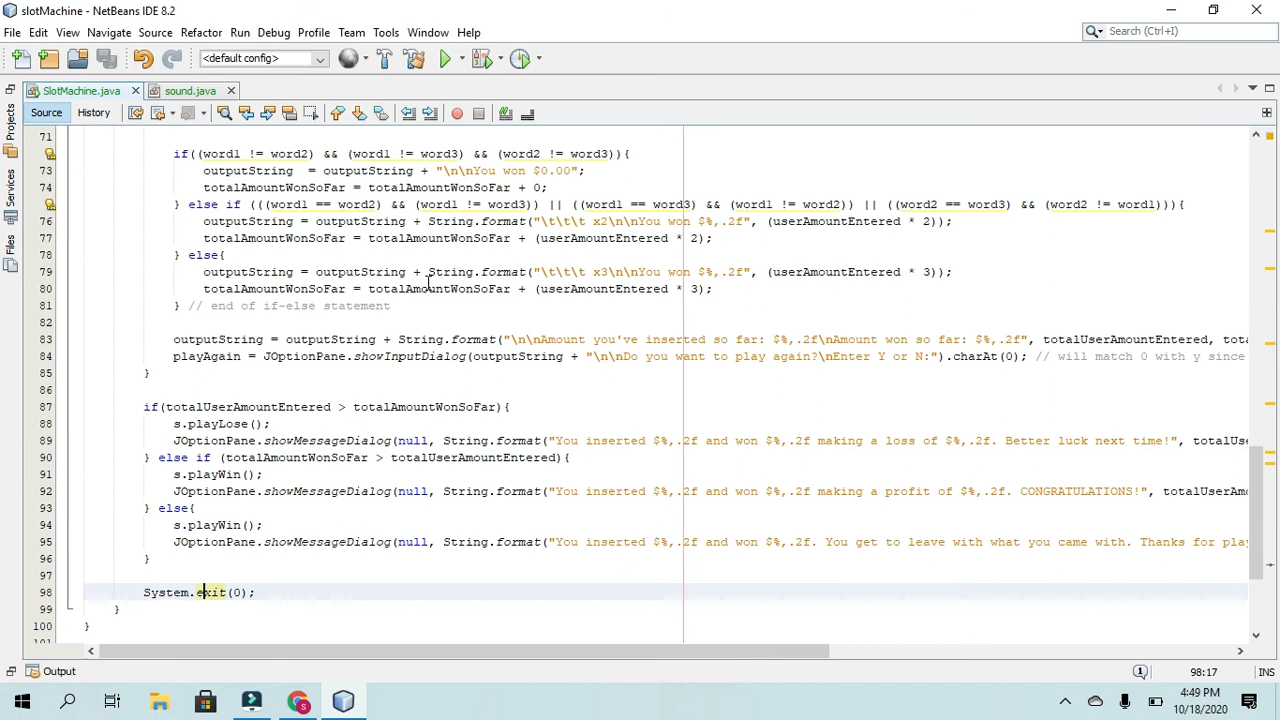 slotMachine - NetBeans IDE 8.2
File Edit View Navigate Source Refactor Run Debug Profile Team Tools Window Help
Search (Ctrl+I)
<default config>
SlotMachine.java sound.java
Source History
Projects
Services
Files
71
if((word1 != word2) && (word1 != word3) && (word2 != word3)){
73 outputString  = outputString + "\n\nYou won $0.00";
74 totalAmountWonSoFar = totalAmountWonSoFar + 0;
} else if (((word1 == word2) && (word1 != word3)) || ((word1 == word3) && (word1 != word2)) || ((word2 == word3) && (word2 != word1))){
76 outputString = outputString + String.format("\t\t\t x2\n\nYou won $%,.2f", (userAmountEntered * 2));
77 totalAmountWonSoFar = totalAmountWonSoFar + (userAmountEntered * 2);
78 } else{
79 outputString = outputString + String.format("\t\t\t x3\n\nYou won $%,.2f", (userAmountEntered * 3));
80 totalAmountWonSoFar = totalAmountWonSoFar + (userAmountEntered * 3);
81 } // end of if-else statement
82
83 outputString = outputString + String.format("\n\nAmount you've inserted so far: $%,.2f\nAmount won so far: $%,.2f", totalUserAmountEntered, tota
84 playAgain = JOptionPane.showInputDialog(outputString + "\n\nDo you want to play again?\nEnter Y or N:").charAt(0); // will match 0 with y since
85 }
86
87 if(totalUserAmountEntered > totalAmountWonSoFar){
88 s.playLose();
89 JOptionPane.showMessageDialog(null, String.format("You inserted $%,.2f and won $%,.2f making a loss of $%,.2f. Better luck next time!", totalUs
90 } else if (totalAmountWonSoFar > totalUserAmountEntered){
91 s.playWin();
92 JOptionPane.showMessageDialog(null, String.format("You inserted $%,.2f and won $%,.2f making a profit of $%,.2f. CONGRATULATIONS!", totalUserAm
93 } else{
94 s.playWin();
95 JOptionPane.showMessageDialog(null, String.format("You inserted $%,.2f and won $%,.2f. You get to leave with what you came with. Thanks for play
96 }
97
98 System.exit(0);
99 }
100 }
101
Output
1
98:17
INS
4:49 PM
10/18/2020